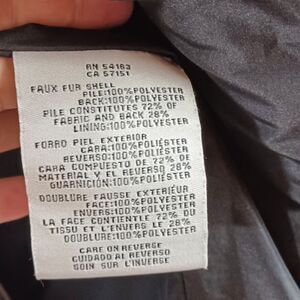 RN 54163
CA 57151
FAUX FUR SHELL
PILE:100%POLYESTER
BACK:100%POLYESTER
PILE CONSTITUTES 72% OF
FABRIC AND BACK 28%
LINING:100%POLYESTER
FORRO PIEL EXTERIOR
CARA:100%POLIÉSTER
REVERSO:100%POLIÉSTER
CARA COMPUESTO DE 72% DE
MATERIAL Y EL REVERSO 28%
GUARNICIÓN:100%POLIÉSTER
DOUBLURE FAUSSE EXTÉRIEUR
FACE:100%POLYESTER
ENVERS:100%POLYESTER
LA FACE CONTIENTLE 72% DU
TISSU ET L'ENVERS LE 28%
DOUBLURE:100%POLYESTER
CARE ON REVERSE
CUIDADO AL REVERSO
SOIN SUR L'INVERSE